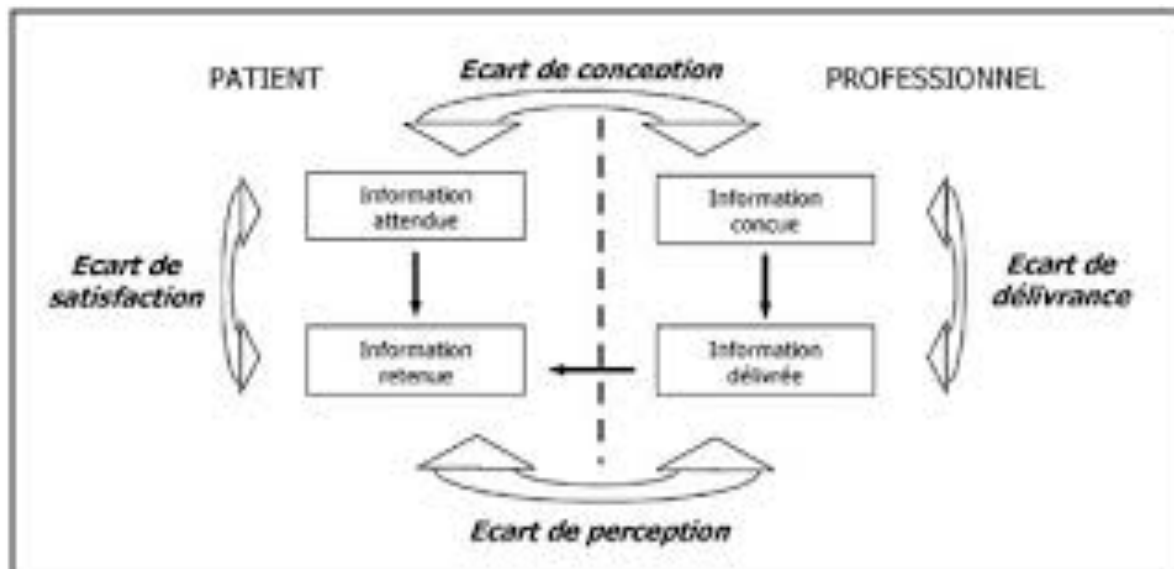 PATIENT
Ecart de conception
PROFESSIONNEL
Information
attendue
Information
conçue
Ecart de
satisfaction
Ecart de
délivrance
Information
retenue
Information
délivrée
Ecart de perception